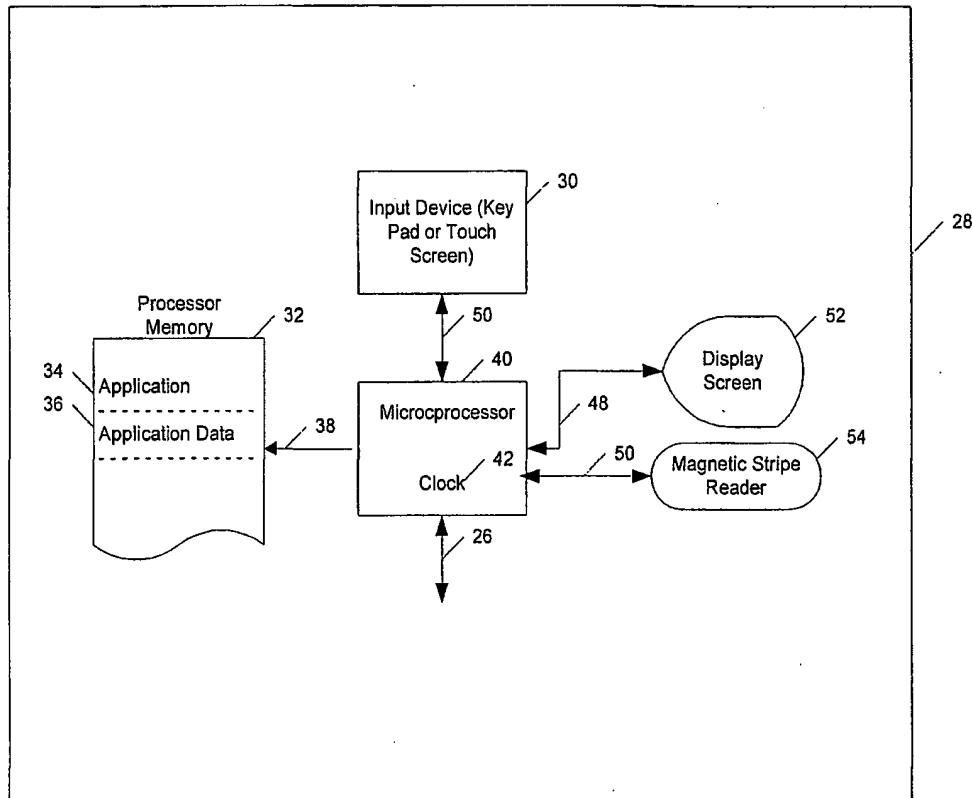 30
Input Device (Key
Pad or Touch
Screen)
28
Processor
Memory
32
50
52
34
Application
40
Display
Screen
36
Application Data
38
Microcprocessor
48
54
Clock
42
50
Magnetic Stripe
Reader
26